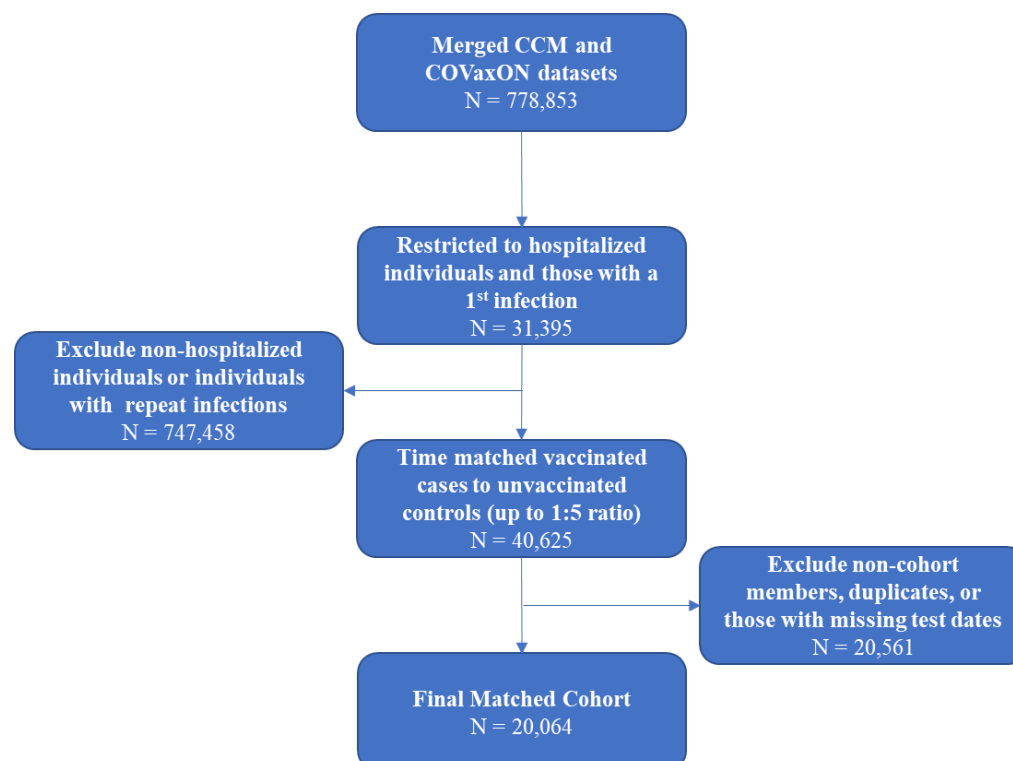 Merged CCM and
COVaxON datasets
N = 778,853
Restricted to hospitalized
individuals and those with a
1st infection
N = 31,395
Exclude non-hospitalized
individuals or individuals
with repeat infections
N = 747,458
Time matched vaccinated
cases to unvaccinated
controls (up to 1:5 ratio)
N = 40,625
Exclude non-cohort
members, duplicates, or
those with missing test dates
N = 20,561
Final Matched Cohort
N = 20,064